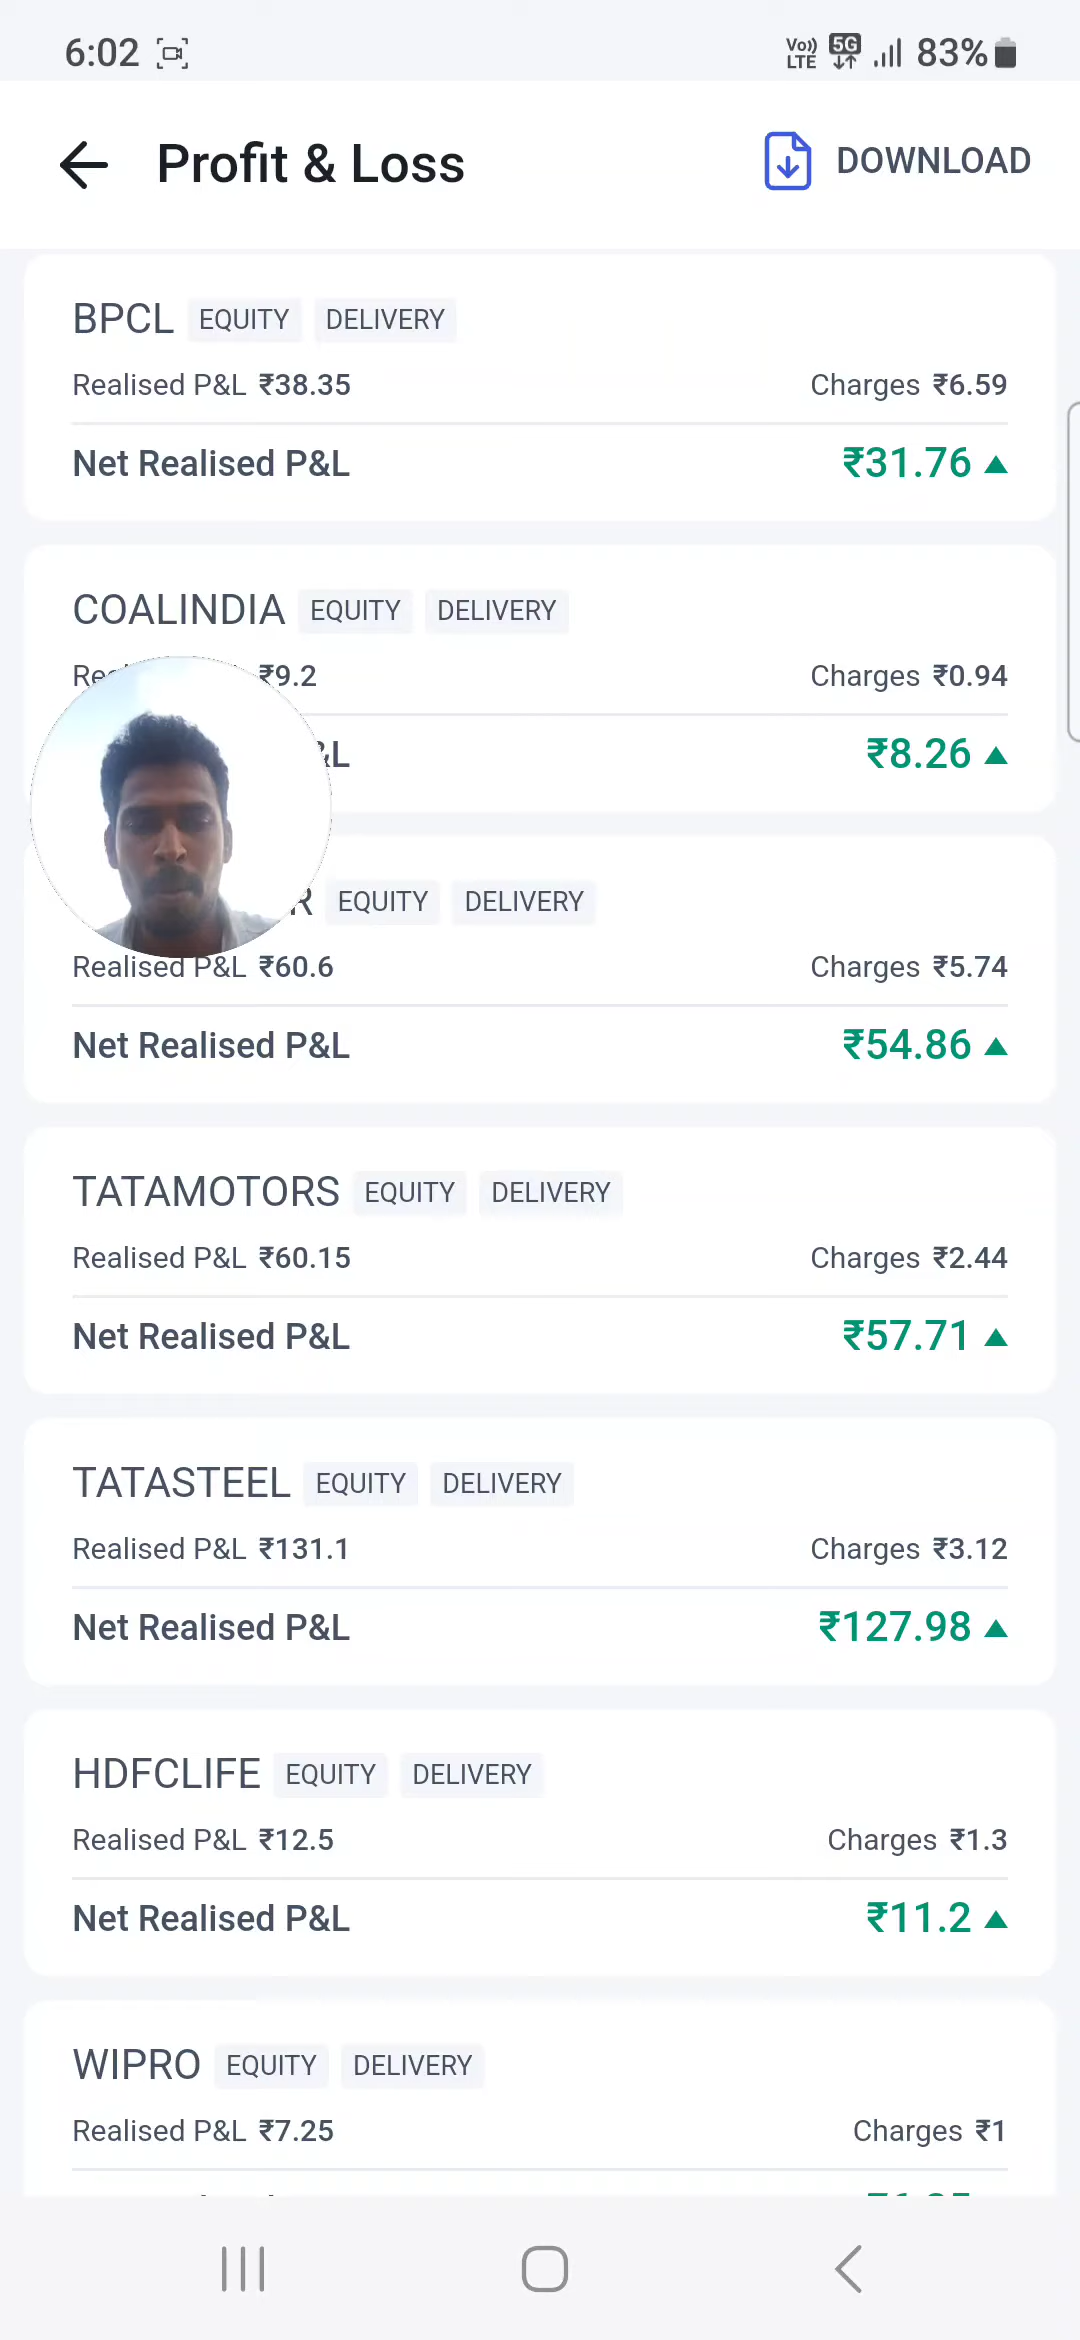 6:02 Vo)) LTE 5G 83%
Profit & Loss DOWNLOAD
BPCL EQUITY DELIVERY
Realised P&L ₹38.35 Charges ₹6.59
Net Realised P&L ₹31.76
COALINDIA EQUITY DELIVERY
₹9.2 Charges ₹0.94
&L ₹8.26
R EQUITY DELIVERY
Realised P&L ₹60.6 Charges ₹5.74
Net Realised P&L ₹54.86
TATAMOTORS EQUITY DELIVERY
Realised P&L ₹60.15 Charges ₹2.44
Net Realised P&L ₹57.71
TATASTEEL EQUITY DELIVERY
Realised P&L ₹131.1 Charges ₹3.12
Net Realised P&L ₹127.98
HDFCLIFE EQUITY DELIVERY
Realised P&L ₹12.5 Charges ₹1.3
Net Realised P&L ₹11.2
WIPRO EQUITY DELIVERY
Realised P&L ₹7.25 Charges ₹1